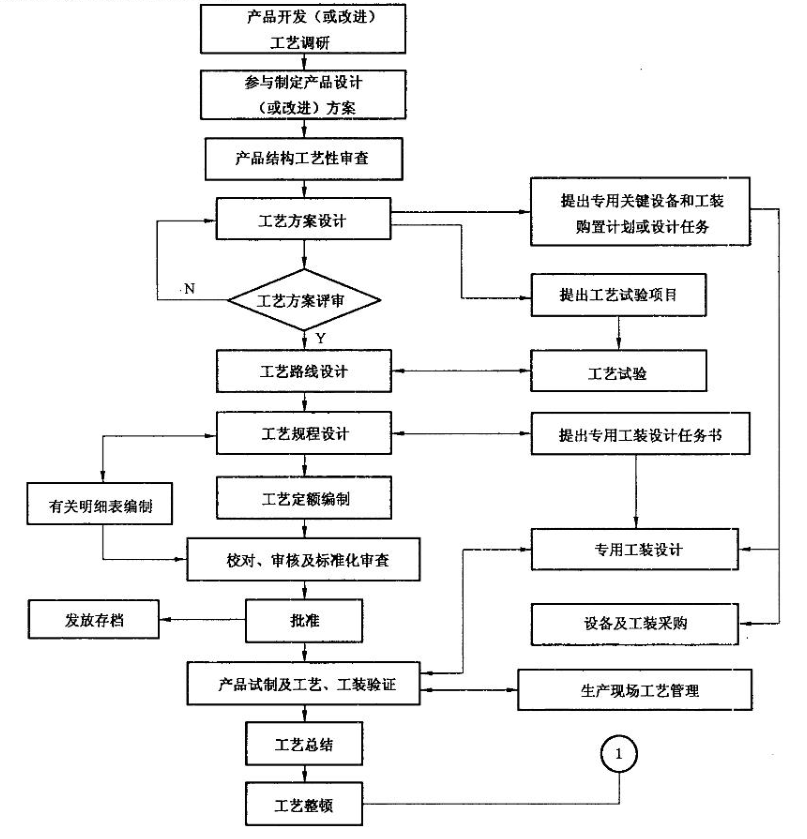 产品开发（或改进）
工艺调研
参与制定产品设计
（或改进）方案
产品结构工艺性审查
工艺方案设计
提出专用关键设备和工装
购置计划或设计任务
N
工艺方案评审
提出工艺试验项目
Y
工艺路线设计
工艺试验
工艺规程设计
提出专用工装设计任务书
有关明细表编制
工艺定额编制
校对、审核及标准化审查
专用工装设计
发放存档
批准
设备及工装采购
产品试制及工艺、工装验证
生产现场工艺管理
工艺总结
1
工艺整顿